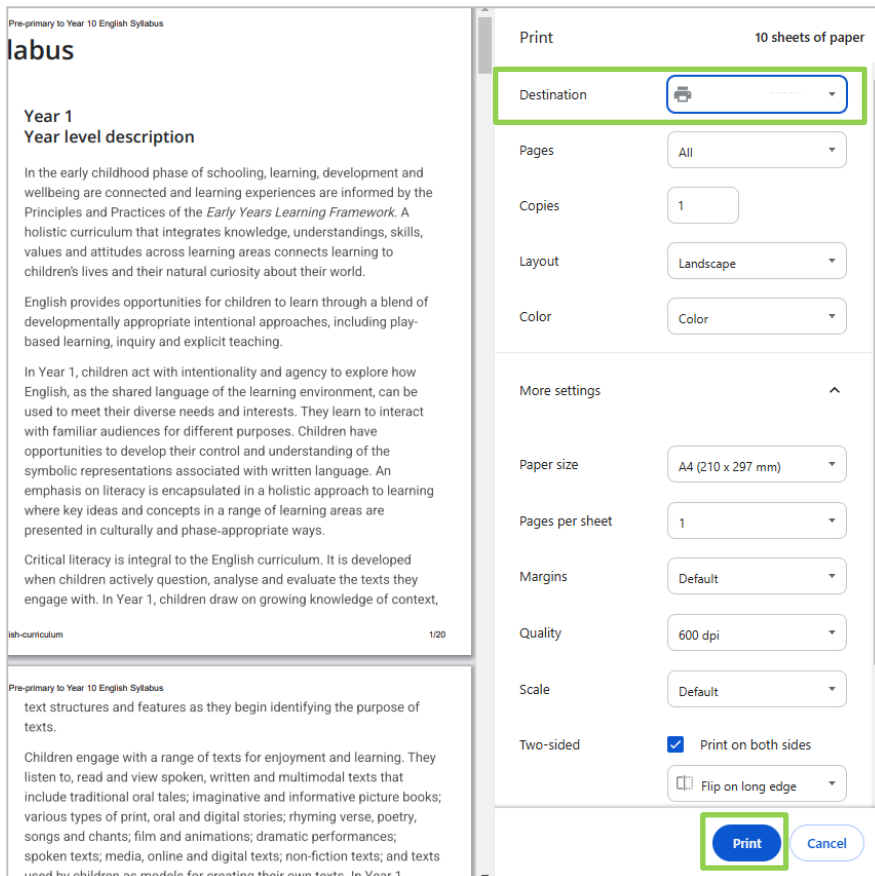 Pre-primary to Year 10 English Syllabus
labus
Year 1
Year level description
In the early childhood phase of schooling, learning, development and
wellbeing are connected and learning experiences are informed by the
Principles and Practices of the Early Years Learning Framework. A
holistic curriculum that integrates knowledge, understandings, skills,
values and attitudes across learning areas connects learning to
children's lives and their natural curiosity about their world.
English provides opportunities for children to learn through a blend of
developmentally appropriate intentional approaches, including play-
based learning, inquiry and explicit teaching.
In Year 1, children act with intentionality and agency to explore how
English, as the shared language of the learning environment, can be
used to meet their diverse needs and interests. They learn to interact
with familiar audiences for different purposes. Children have
opportunities to develop their control and understanding of the
symbolic representations associated with written language. An
emphasis on literacy is encapsulated in a holistic approach to learning
where key ideas and concepts in a range of learning areas are
presented in culturally and phase-appropriate ways.
Critical literacy is integral to the English curriculum. It is developed
when children actively question, analyse and evaluate the texts they
engage with. In Year 1, children draw on growing knowledge of context,
ish-curriculum 1/20
Pre-primary to Year 10 English Syllabus
text structures and features as they begin identifying the purpose of
texts.
Children engage with a range of texts for enjoyment and learning. They
listen to, read and view spoken, written and multimodal texts that
include traditional oral tales; imaginative and informative picture books;
various types of print, oral and digital stories; rhyming verse, poetry,
songs and chants; film and animations; dramatic performances;
spoken texts; media, online and digital texts; non-fiction texts; and texts
used by children as models for creating their own texts. In Year 1
Print 10 sheets of paper
Destination
Pages All
Copies 1
Layout Landscape
Color Color
More settings
Paper size A4 (210 x 297 mm)
Pages per sheet 1
Margins Default
Quality 600 dpi
Scale Default
Two-sided Print on both sides
Flip on long edge
Print Cancel